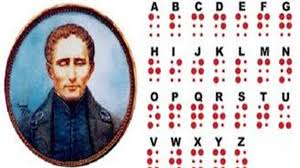 A B C D E F G
H I J K L M N
O P Q R S T U
V W X Y Z